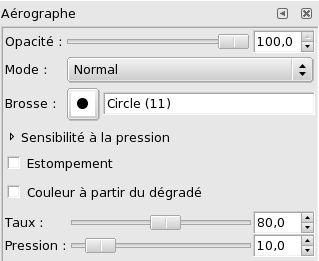 Aérographe
Opacité : 100,0
Mode : Normal
Brosse : Circle (11)
Sensibilité à la pression
Estompement
Couleur à partir du dégradé
Taux : 80,0
Pression : 10,0